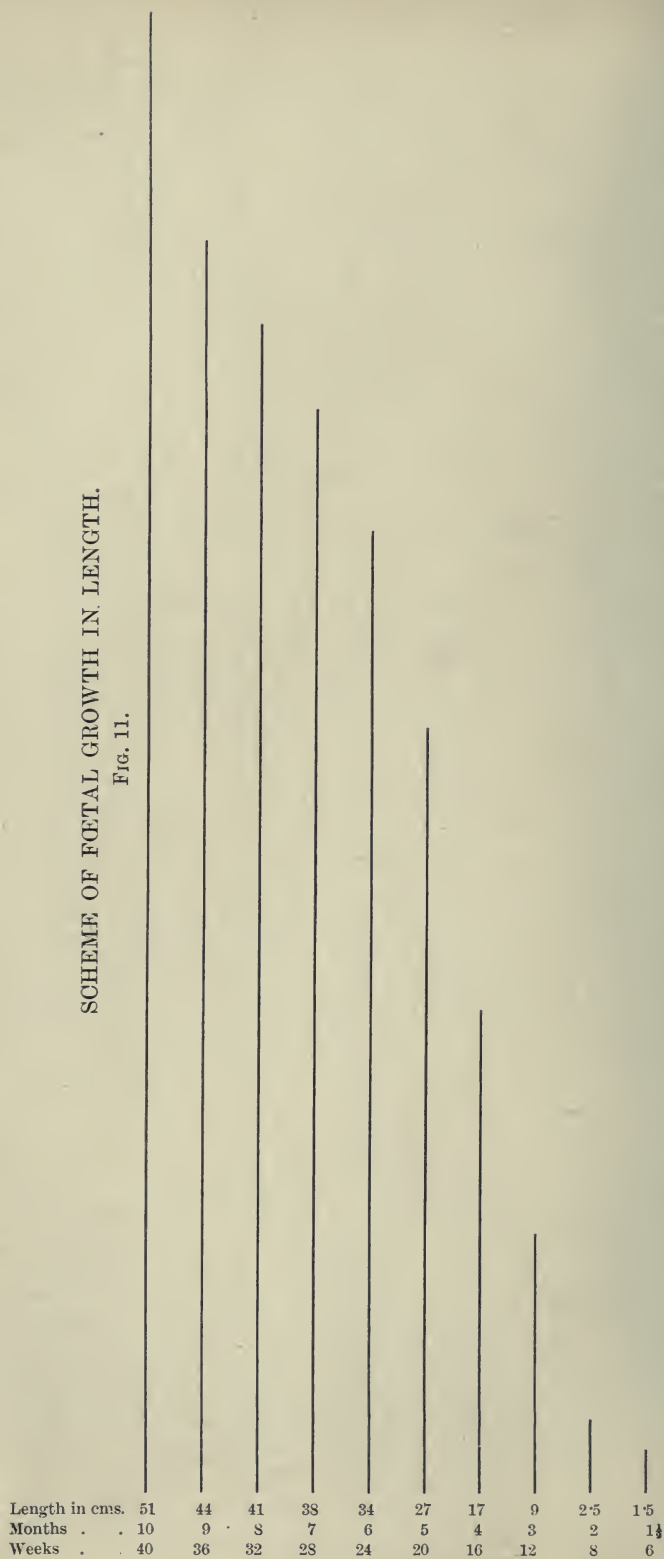 SCHEME OF FŒTAL GROWTH IN LENGTH.
FIG. 11.
Length in cms. 51 44 41 38 34 27 17 9 2·5 1·5
Months . . 10 9 8 7 6 5 4 3 2 1½
Weeks . . 40 36 32 28 24 20 16 12 8 6